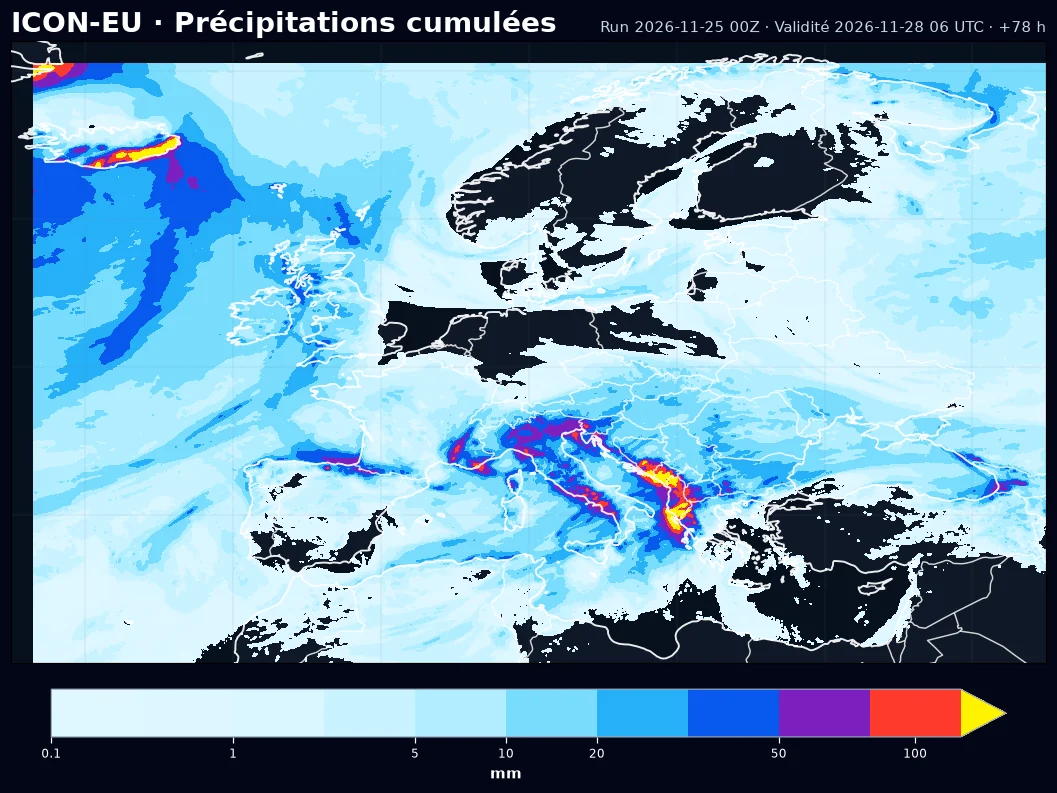 ICON-EU · Précipitations cumulées
Run 2026-11-25 00Z · Validité 2026-11-28 06 UTC · +78 h
0.1 1 5 10 20 50 100
mm